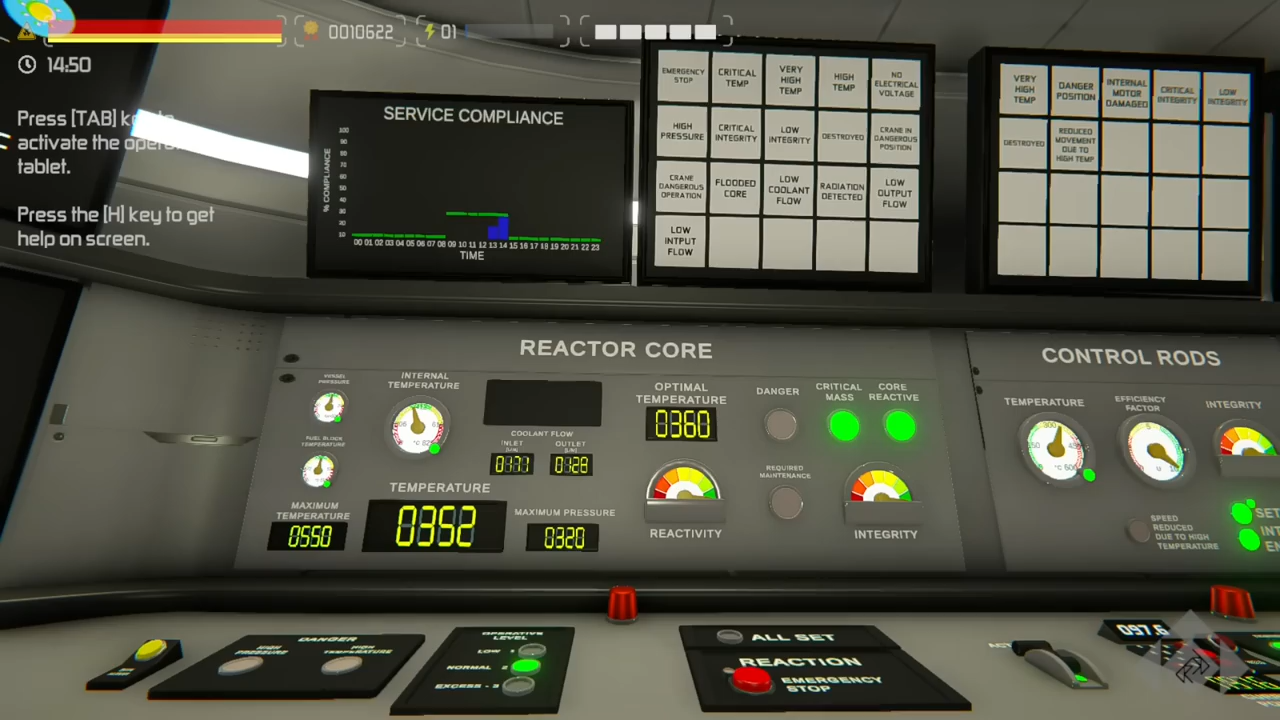 0010622
01
14:50
Press [TAB] key to
activate the
tablet.
Press the [H] key to get
help on screen.
SERVICE COMPLIANCE
% COMPLIANCE
100
90
80
70
60
50
40
30
20
10
00 01 02 03 04 05 06 07 08 09 10 11 12 13 14 15 16 17 18 19 20 21 22 23
TIME
EMERGENCY STOP
CRITICAL TEMP
VERY HIGH TEMP
HIGH TEMP
NO ELECTRICAL VOLTAGE
HIGH PRESSURE
CRITICAL INTEGRITY
LOW INTEGRITY
DESTROYED
CRANE IN DANGEROUS POSITION
CRANE DANGEROUS OPERATION
FLOODED CORE
LOW COOLANT FLOW
RADIATION DETECTED
LOW OUTPUT FLOW
LOW INTPUT FLOW
VERY HIGH TEMP
DANGER POSITION
INTERNAL MOTOR DAMAGED
CRITICAL INTEGRITY
LOW INTEGRITY
DESTROYED
REDUCED MOVEMENT DUE TO HIGH TEMP
REACTOR CORE
VESSEL PRESSURE
INTERNAL TEMPERATURE
FUEL BLOCK TEMPERATURE
COOLANT FLOW
INLET
OUTLET
0128
OPTIMAL TEMPERATURE
0360
DANGER
CRITICAL MASS
CORE REACTIVE
REQUIRED MAINTENANCE
MAXIMUM TEMPERATURE
0550
TEMPERATURE
0352
MAXIMUM PRESSURE
0320
REACTIVITY
INTEGRITY
CONTROL RODS
TEMPERATURE
EFFICIENCY FACTOR
INTEGRITY
SPEED REDUCED DUE TO HIGH TEMPERATURE
DANGER
HIGH PRESSURE
HIGH TEMPERATURE
OPERATIVE LEVEL
LOW - 1
NORMAL - 2
EXCESS - 3
ALL SET
REACTION
EMERGENCY STOP